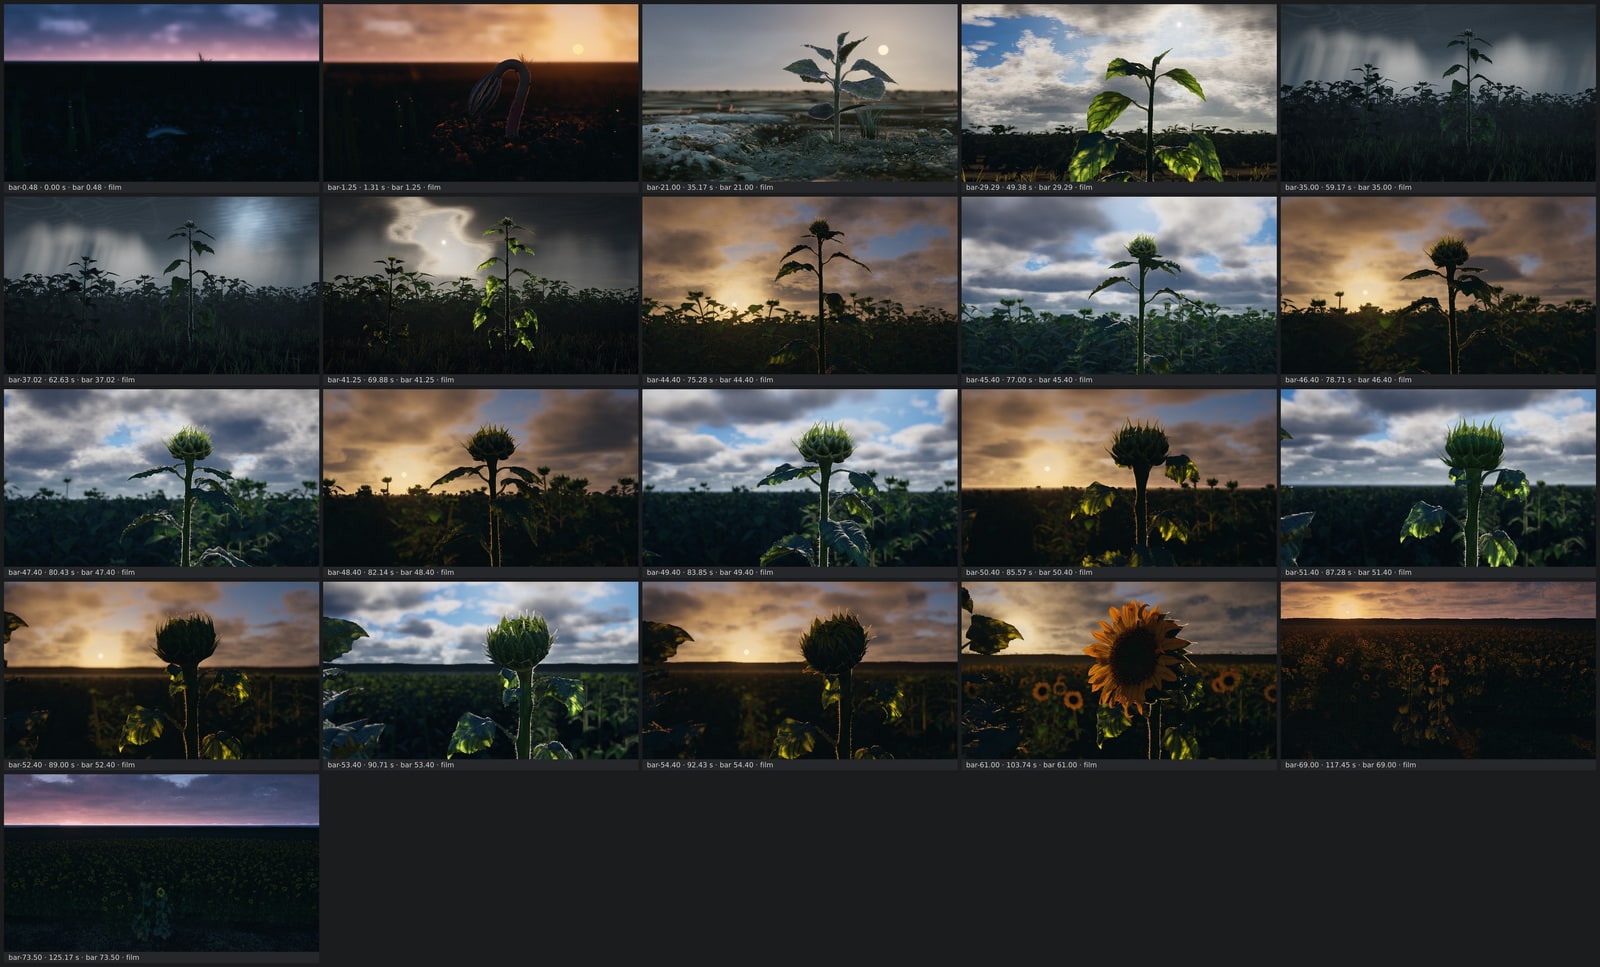 bar-0.48 · 0.00 s · bar 0.48 · film
bar-1.25 · 1.31 s · bar 1.25 · film
bar-21.00 · 35.17 s · bar 21.00 · film
bar-29.29 · 49.38 s · bar 29.29 · film
bar-35.00 · 59.17 s · bar 35.00 · film
bar-37.02 · 62.63 s · bar 37.02 · film
bar-41.25 · 69.88 s · bar 41.25 · film
bar-44.40 · 75.28 s · bar 44.40 · film
bar-45.40 · 77.00 s · bar 45.40 · film
bar-46.40 · 78.71 s · bar 46.40 · film
bar-47.40 · 80.43 s · bar 47.40 · film
bar-48.40 · 82.14 s · bar 48.40 · film
bar-49.40 · 83.85 s · bar 49.40 · film
bar-50.40 · 85.57 s · bar 50.40 · film
bar-51.40 · 87.28 s · bar 51.40 · film
bar-52.40 · 89.00 s · bar 52.40 · film
bar-53.40 · 90.71 s · bar 53.40 · film
bar-54.40 · 92.43 s · bar 54.40 · film
bar-61.00 · 103.74 s · bar 61.00 · film
bar-69.00 · 117.45 s · bar 69.00 · film
bar-73.50 · 125.17 s · bar 73.50 · film